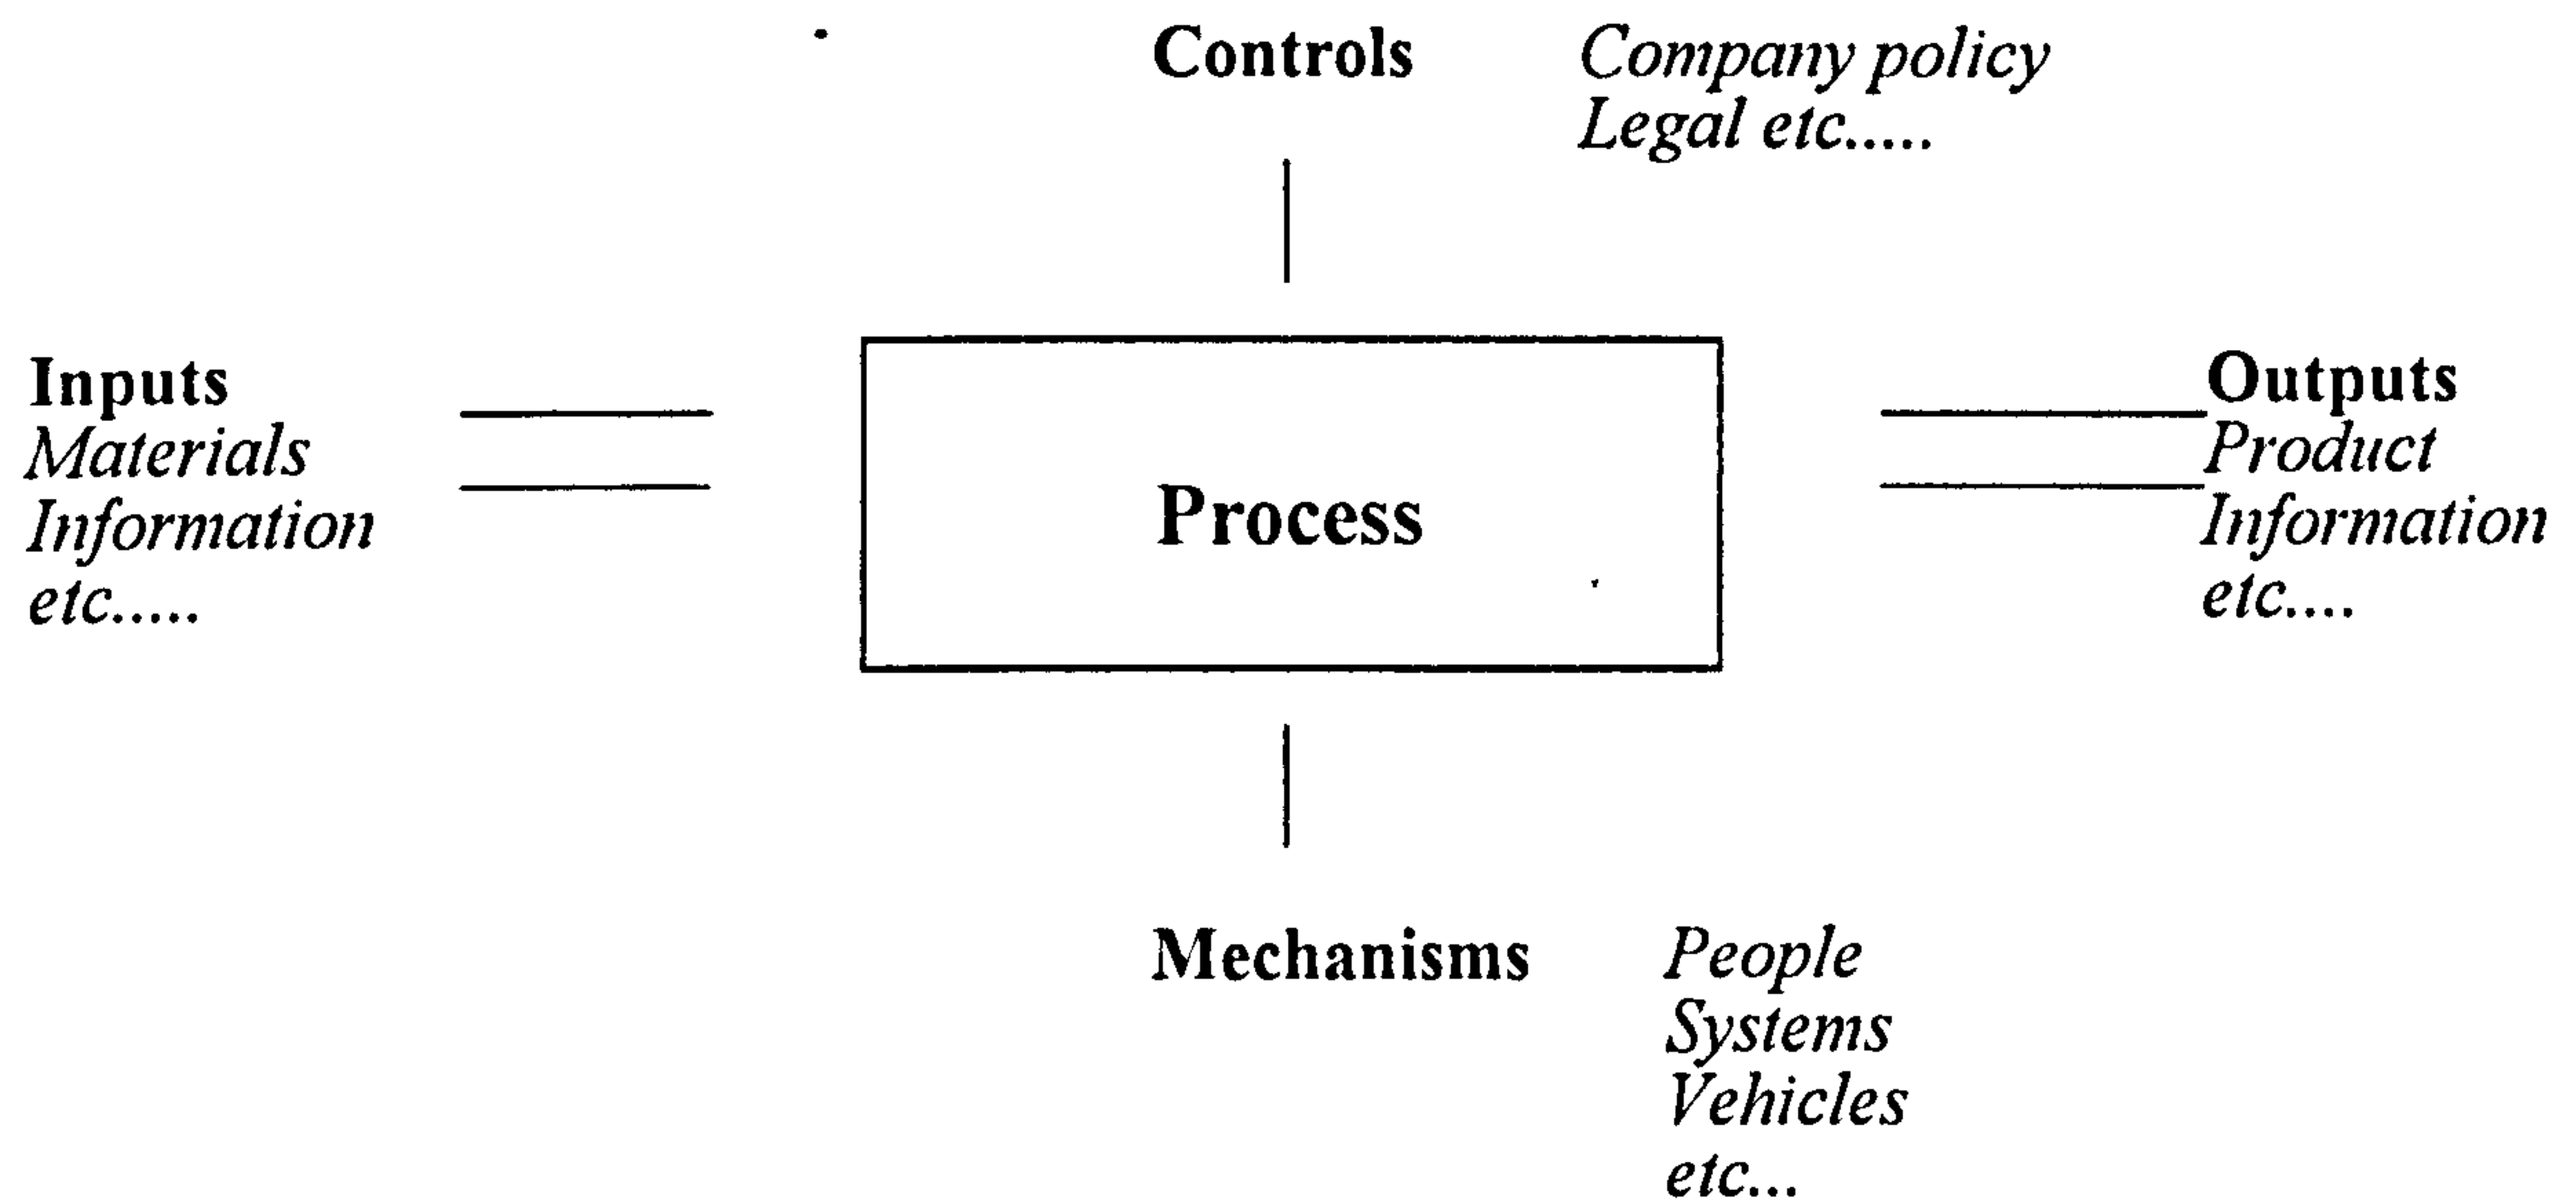 Controls
Company policy
Legal etc.....
Inputs
Materials
Information
etc.....
Process
Outputs
Product
Information
etc....
Mechanisms
People
Systems
Vehicles
etc...